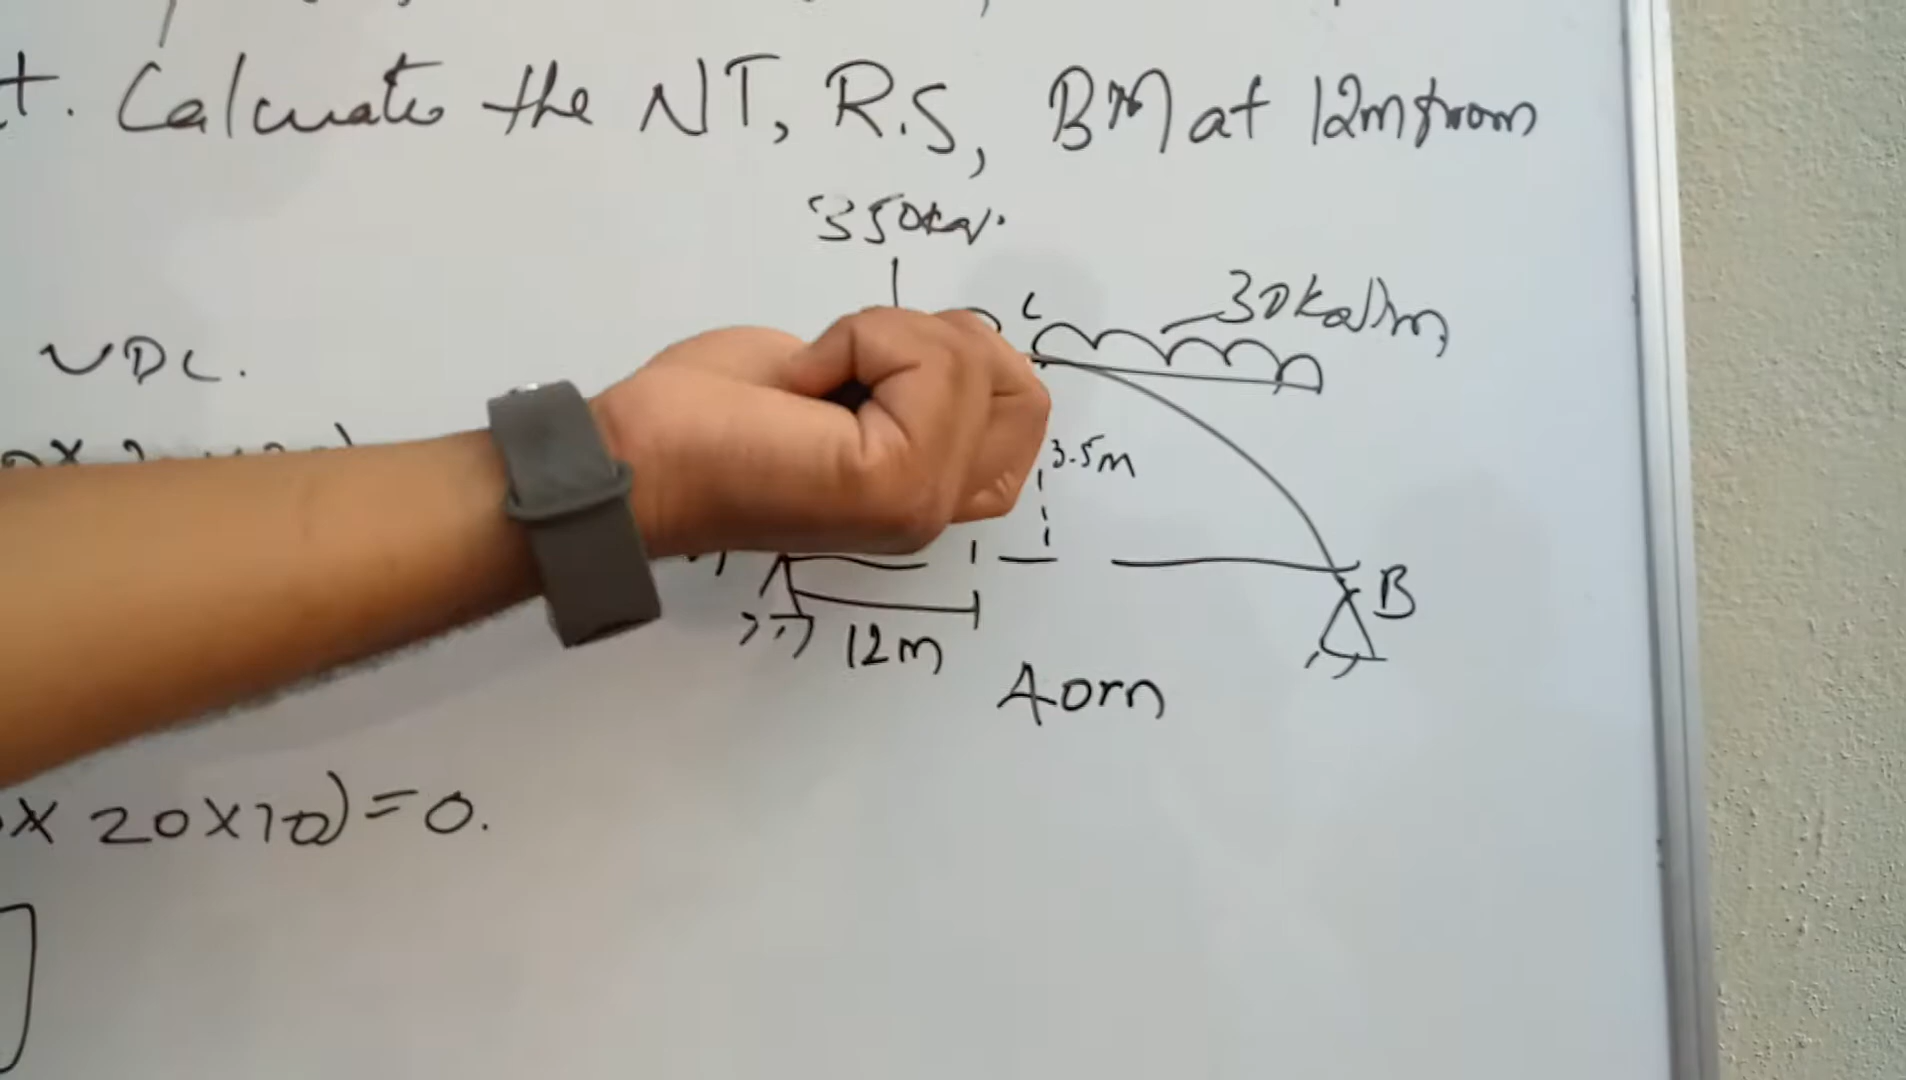 t. Calculate the NT, R.S, BM at 12m from
350kN.
C
30kN/m,
UDL.
3.5m
B
12m
40m
x 20x10) = 0.